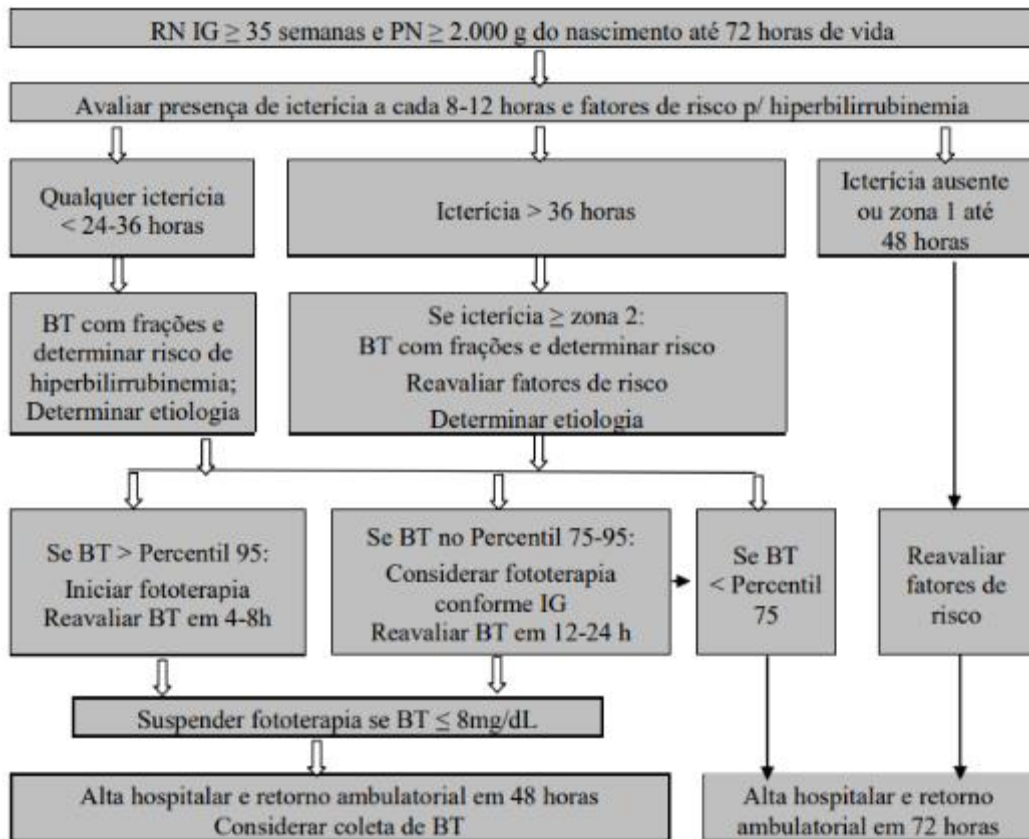 RN IG ≥ 35 semanas e PN ≥ 2.000 g do nascimento até 72 horas de vida
Avaliar presença de icterícia a cada 8-12 horas e fatores de risco p/ hiperbilirrubinemia
Qualquer icterícia
< 24-36 horas
Icterícia > 36 horas
Icterícia ausente
ou zona 1 até
48 horas
BT com frações e
determinar risco de
hiperbilirrubinemia;
Determinar etiologia
Se icterícia ≥ zona 2:
BT com frações e determinar risco
Reavaliar fatores de risco
Determinar etiologia
Se BT > Percentil 95:
Iniciar fototerapia
Reavaliar BT em 4-8h
Se BT no Percentil 75-95:
Considerar fototerapia
conforme IG
Reavaliar BT em 12-24 h
Se BT
< Percentil
75
Reavaliar
fatores de
risco
Suspender fototerapia se BT ≤ 8mg/dL
Alta hospitalar e retorno ambulatorial em 48 horas
Considerar coleta de BT
Alta hospitalar e retorno
ambulatorial em 72 horas